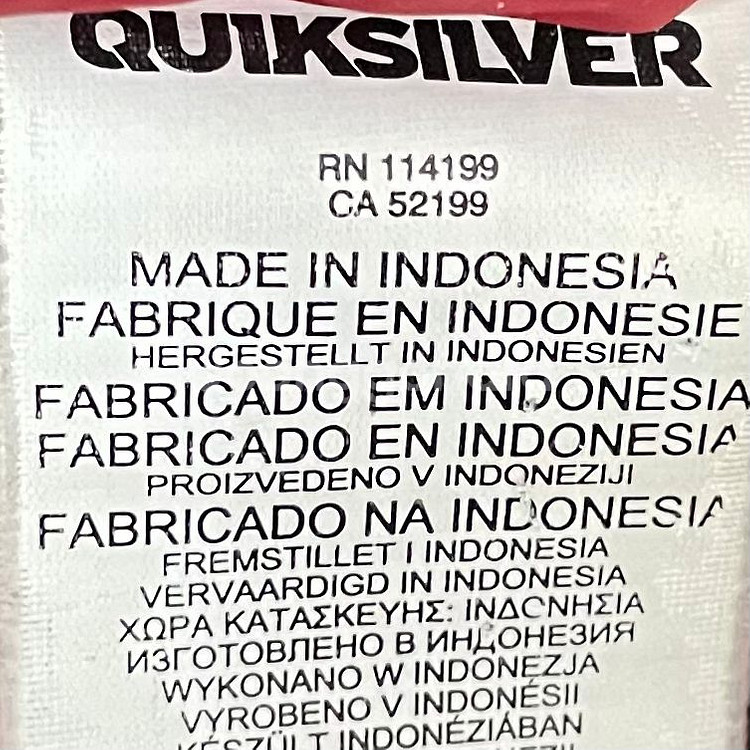 QUIKSILVER
RN 114199
CA 52199
MADE IN INDONESIA
FABRIQUE EN INDONESIE
HERGESTELLT IN INDONESIEN
FABRICADO EM INDONESIA
FABRICADO EN INDONESIA
PROIZVEDENO V INDONEZIJI
FABRICADO NA INDONESIA
FREMSTILLET I INDONESIA
VERVAARDIGD IN INDONESIA
ΧΩΡΑ ΚΑΤΑΣΚΕΥΗΣ: ΙΝΔΟΝΗΣΙΑ
ИЗГОТОВЛЕНО В ИНДОНЕЗИЯ
WYKONANO W INDONEZJA
VYROBENO V INDONÉSII
KÉSZÜLT INDONÉZIÁBAN